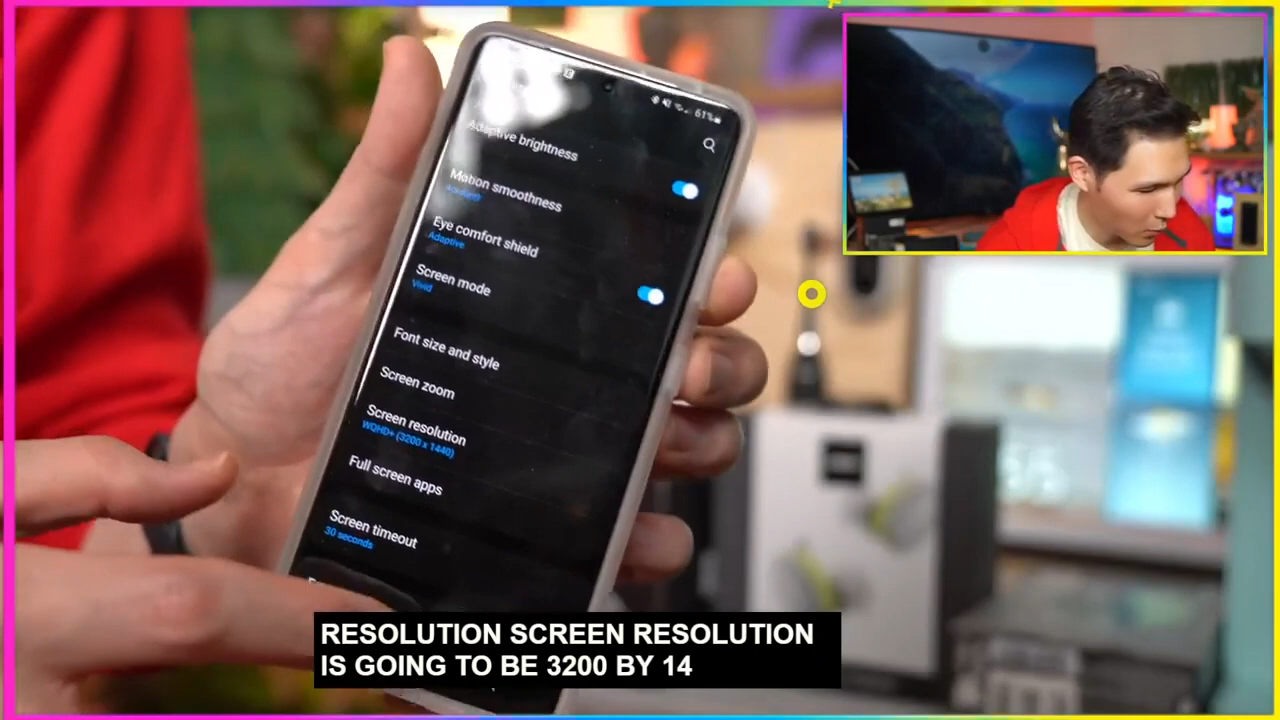 61%
Adaptive brightness
Motion smoothness
Eye comfort shield
Adaptive
Screen mode
Vivid
Font size and style
Screen zoom
Screen resolution
WQHD+ (3200 x 1440)
Full screen apps
Screen timeout
30 seconds
RESOLUTION SCREEN RESOLUTION
IS GOING TO BE 3200 BY 14